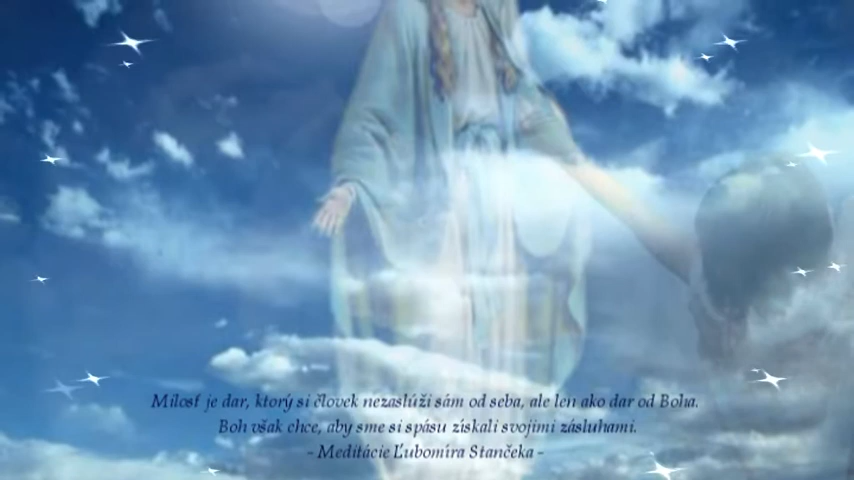 Milosť je dar, ktorý si človek nezaslúži sám od seba, ale len ako dar od Boha.
Boh však chce, aby sme si spásu získali svojimi zásluhami.
- Meditácie Ľubomíra Stančeka -